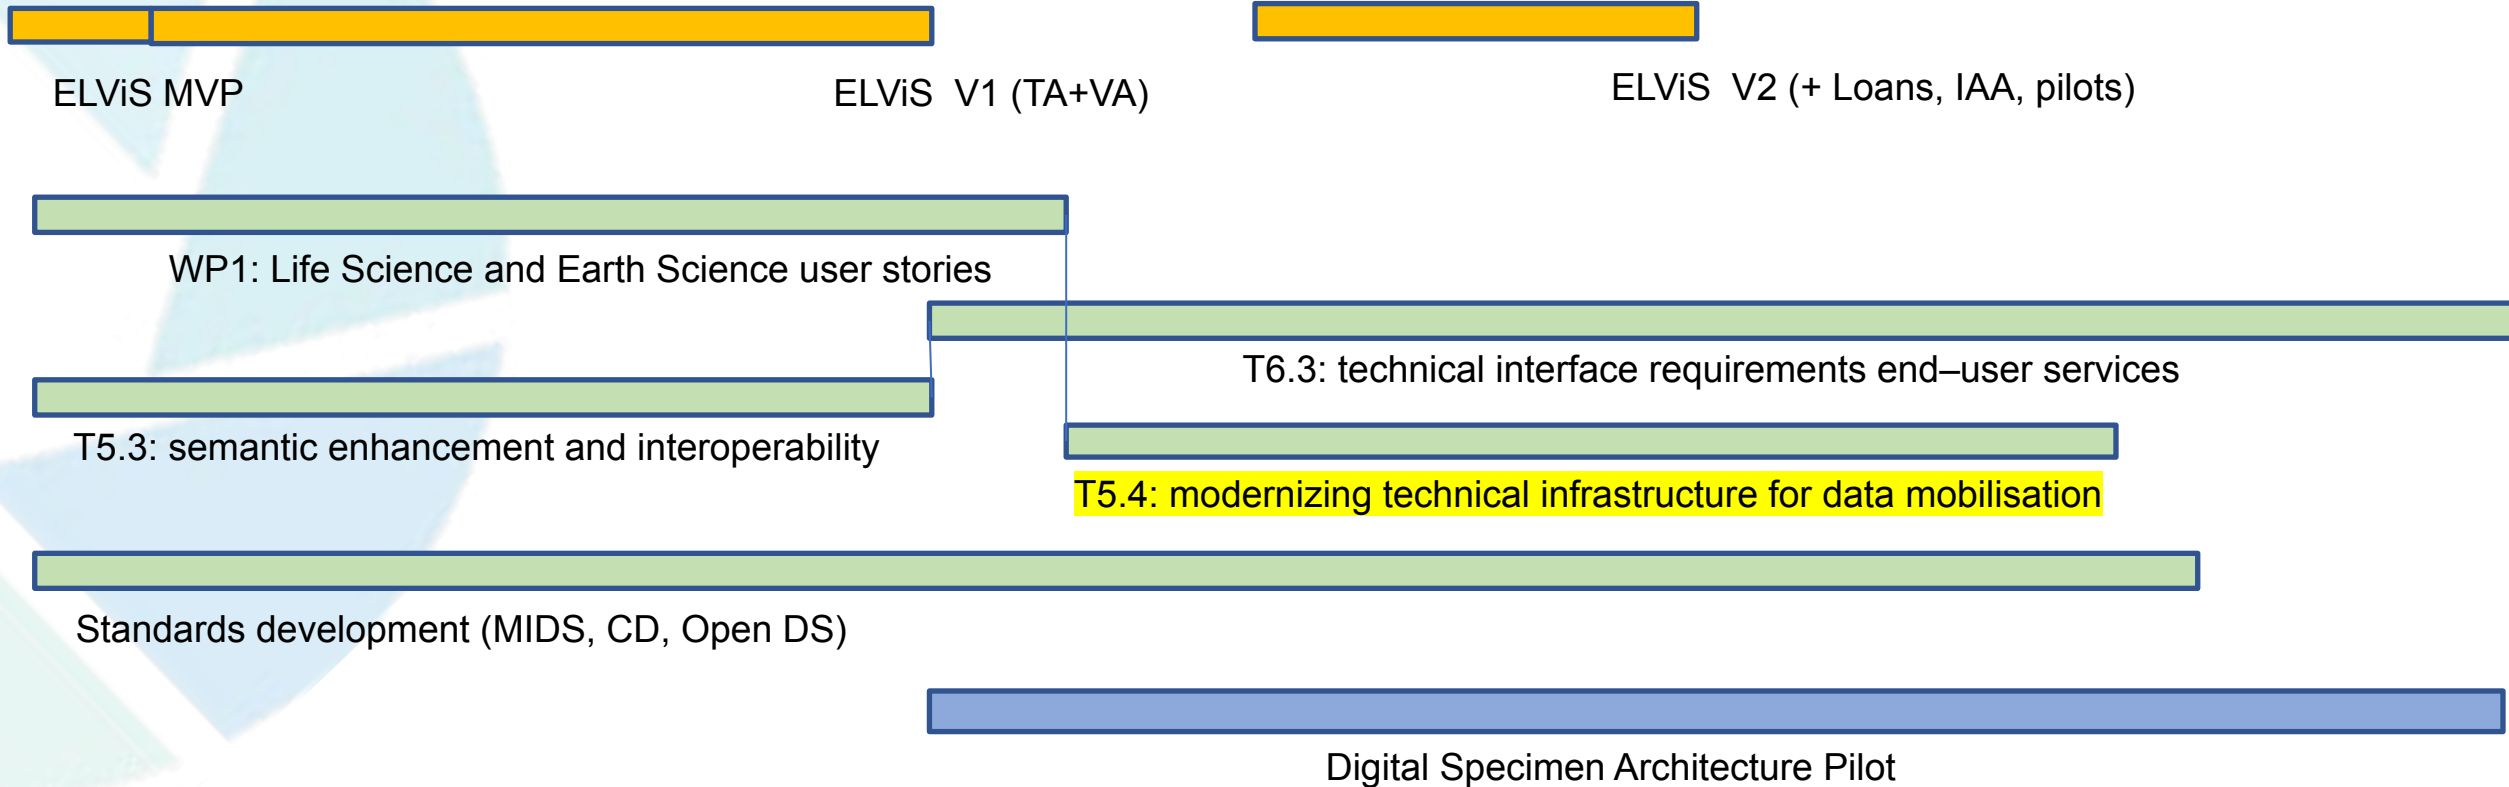 ELViS MVP
ELViS  V1 (TA+VA)
ELViS  V2 (+ Loans, IAA, pilots)
WP1: Life Science and Earth Science user stories
T6.3: technical interface requirements end–user services
T5.3: semantic enhancement and interoperability
T5.4: modernizing technical infrastructure for data mobilisation
Standards development (MIDS, CD, Open DS)
Digital Specimen Architecture Pilot